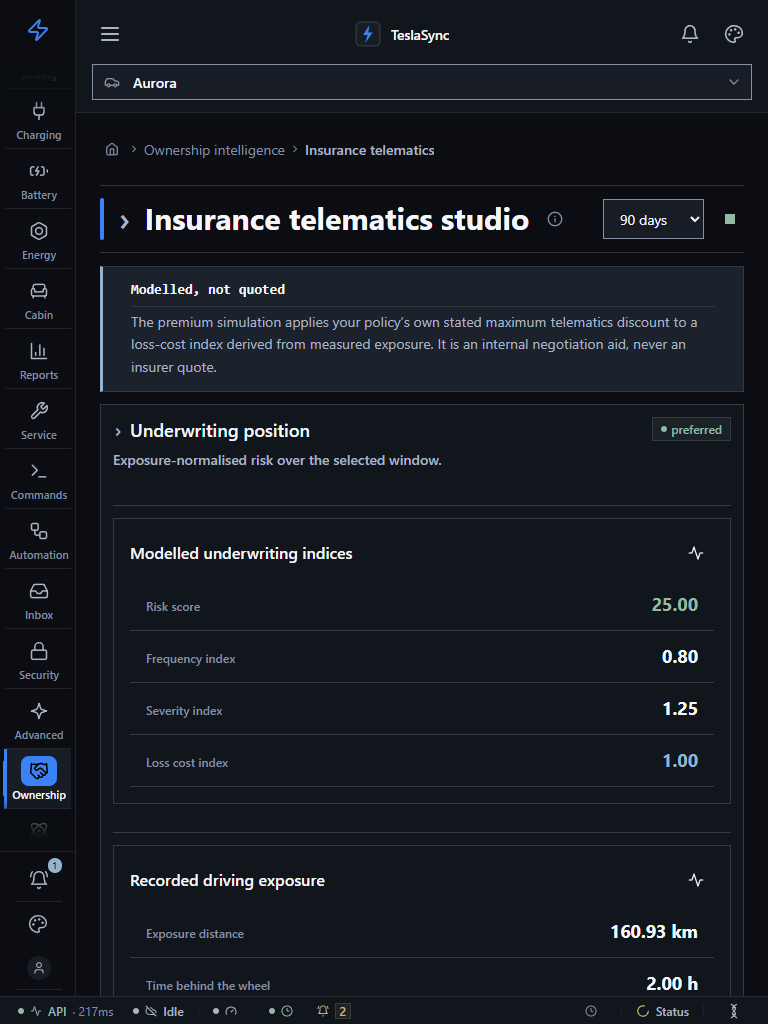 TeslaSync
Aurora
Driving
Charging
Battery
Energy
Cabin
Reports
Service
Commands
Automation
Inbox
Security
Advanced
Ownership
1
Ownership intelligence
Insurance telematics
Insurance telematics studio
90 days
Modelled, not quoted
The premium simulation applies your policy’s own stated maximum telematics discount to a
loss-cost index derived from measured exposure. It is an internal negotiation aid, never an
insurer quote.
Underwriting position
preferred
Exposure-normalised risk over the selected window.
Modelled underwriting indices
Risk score 25.00
Frequency index 0.80
Severity index 1.25
Loss cost index 1.00
Recorded driving exposure
Exposure distance 160.93 km
Time behind the wheel 2.00 h
API · 217ms Idle 2 Status